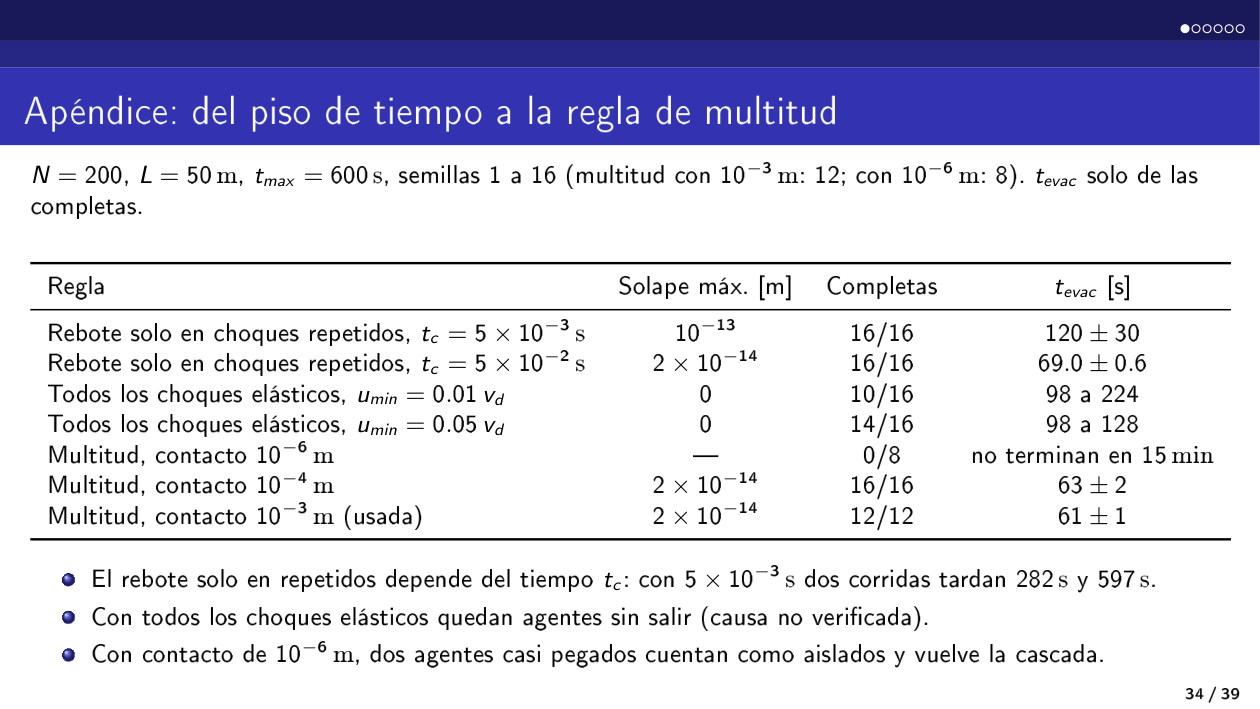 Apéndice: del piso de tiempo a la regla de multitud
N = 200, L = 50 m, t_max = 600 s, semillas 1 a 16 (multitud con 10⁻³ m: 12; con 10⁻⁶ m: 8). t_evac solo de las
completas.
Regla Solape máx. [m] Completas t_evac [s]
Rebote solo en choques repetidos, t_c = 5 × 10⁻³ s 10⁻¹³ 16/16 120 ± 30
Rebote solo en choques repetidos, t_c = 5 × 10⁻² s 2 × 10⁻¹⁴ 16/16 69.0 ± 0.6
Todos los choques elásticos, u_min = 0.01 v_d 0 10/16 98 a 224
Todos los choques elásticos, u_min = 0.05 v_d 0 14/16 98 a 128
Multitud, contacto 10⁻⁶ m — 0/8 no terminan en 15 min
Multitud, contacto 10⁻⁴ m 2 × 10⁻¹⁴ 16/16 63 ± 2
Multitud, contacto 10⁻³ m (usada) 2 × 10⁻¹⁴ 12/12 61 ± 1
El rebote solo en repetidos depende del tiempo t_c: con 5 × 10⁻³ s dos corridas tardan 282 s y 597 s.
Con todos los choques elásticos quedan agentes sin salir (causa no verificada).
Con contacto de 10⁻⁶ m, dos agentes casi pegados cuentan como aislados y vuelve la cascada.
34 / 39